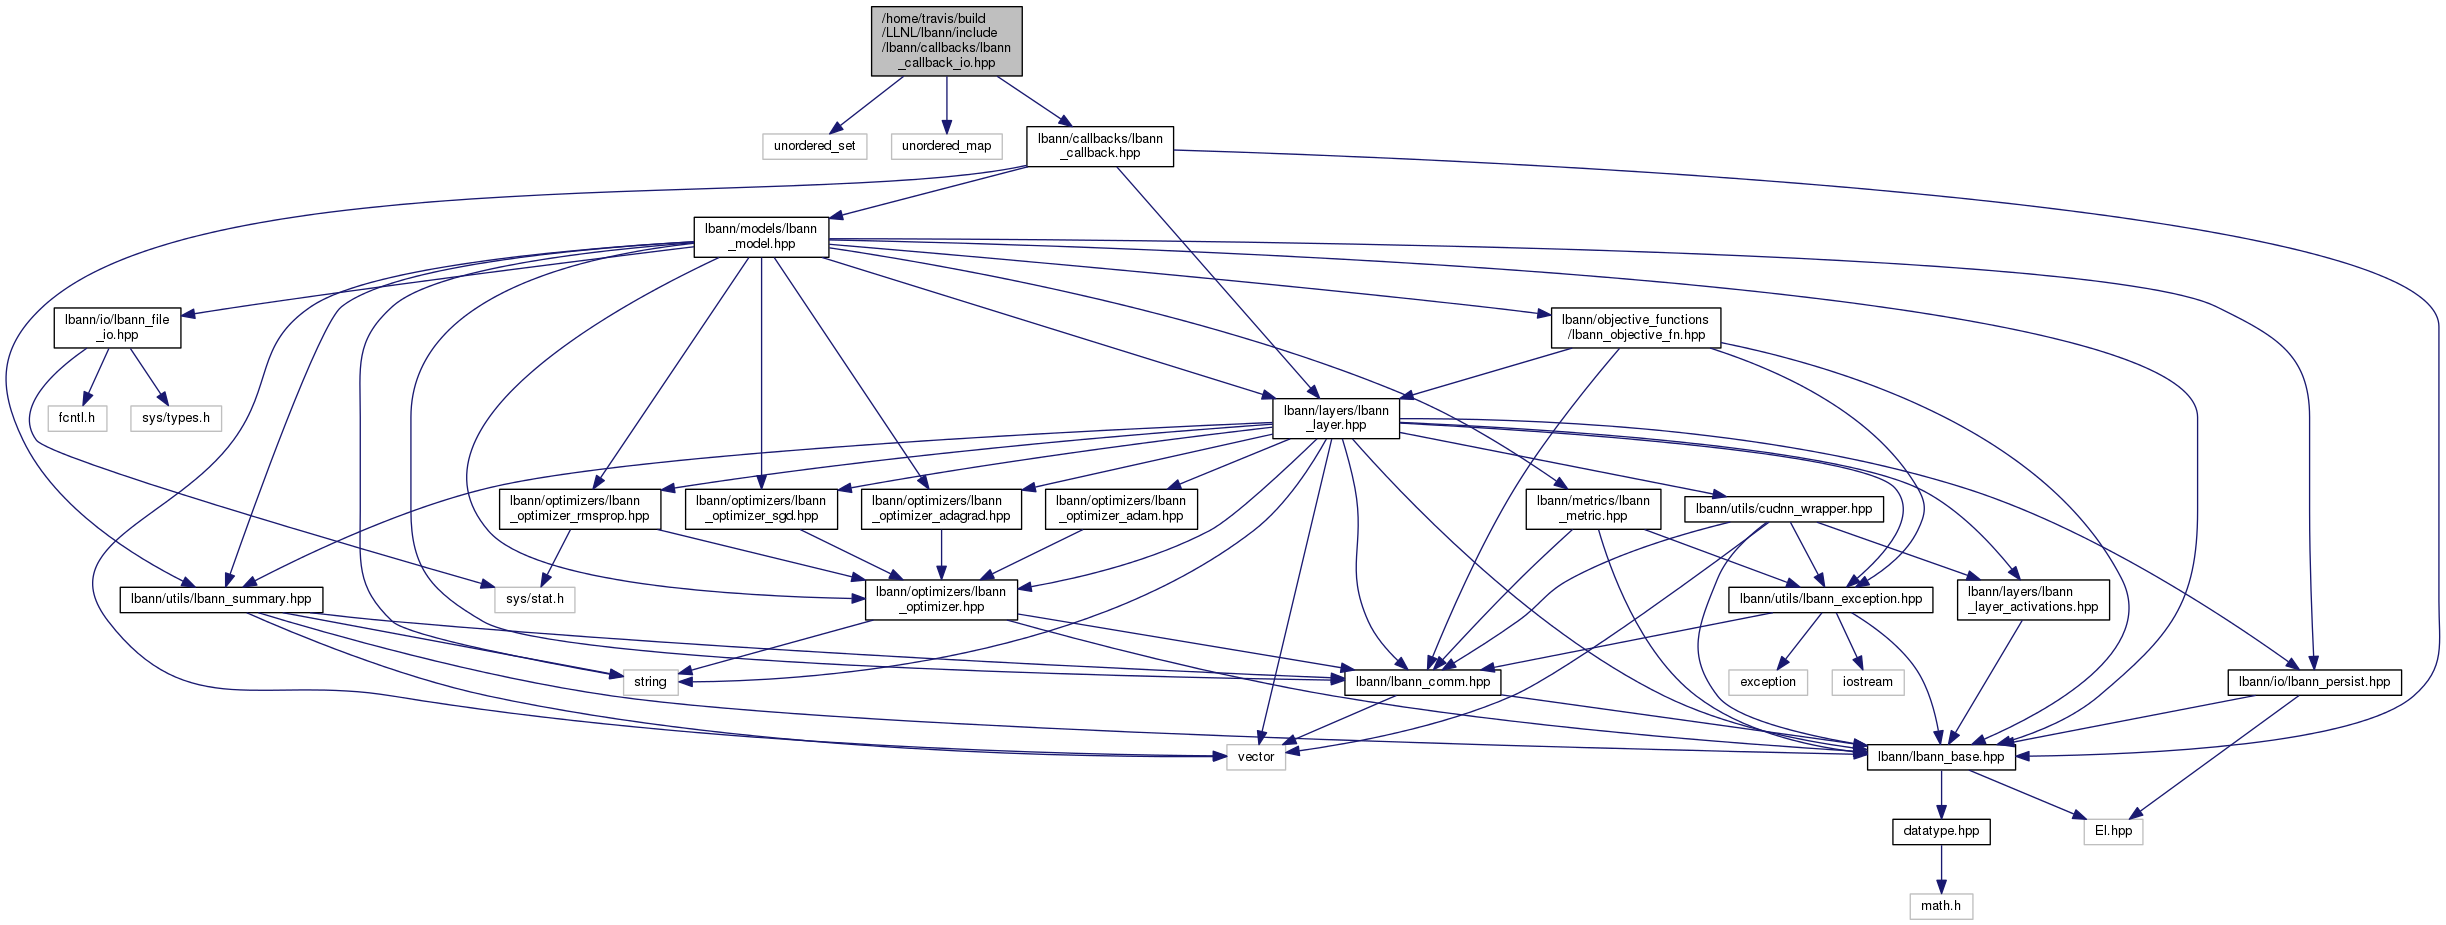 /home/travis/build
/LLNL/lbann/include
/lbann/callbacks/lbann
_callback_io.hpp
unordered_set
unordered_map
lbann/callbacks/lbann
_callback.hpp
lbann/models/lbann
_model.hpp
lbann/io/lbann_file
_io.hpp
lbann/objective_functions
/lbann_objective_fn.hpp
fcntl.h
sys/types.h
lbann/layers/lbann
_layer.hpp
lbann/optimizers/lbann
_optimizer_rmsprop.hpp
lbann/optimizers/lbann
_optimizer_sgd.hpp
lbann/optimizers/lbann
_optimizer_adagrad.hpp
lbann/optimizers/lbann
_optimizer_adam.hpp
lbann/metrics/lbann
_metric.hpp
lbann/utils/cudnn_wrapper.hpp
lbann/utils/lbann_summary.hpp
sys/stat.h
lbann/optimizers/lbann
_optimizer.hpp
lbann/utils/lbann_exception.hpp
lbann/layers/lbann
_layer_activations.hpp
string
lbann/lbann_comm.hpp
exception
iostream
lbann/io/lbann_persist.hpp
vector
lbann/lbann_base.hpp
datatype.hpp
El.hpp
math.h